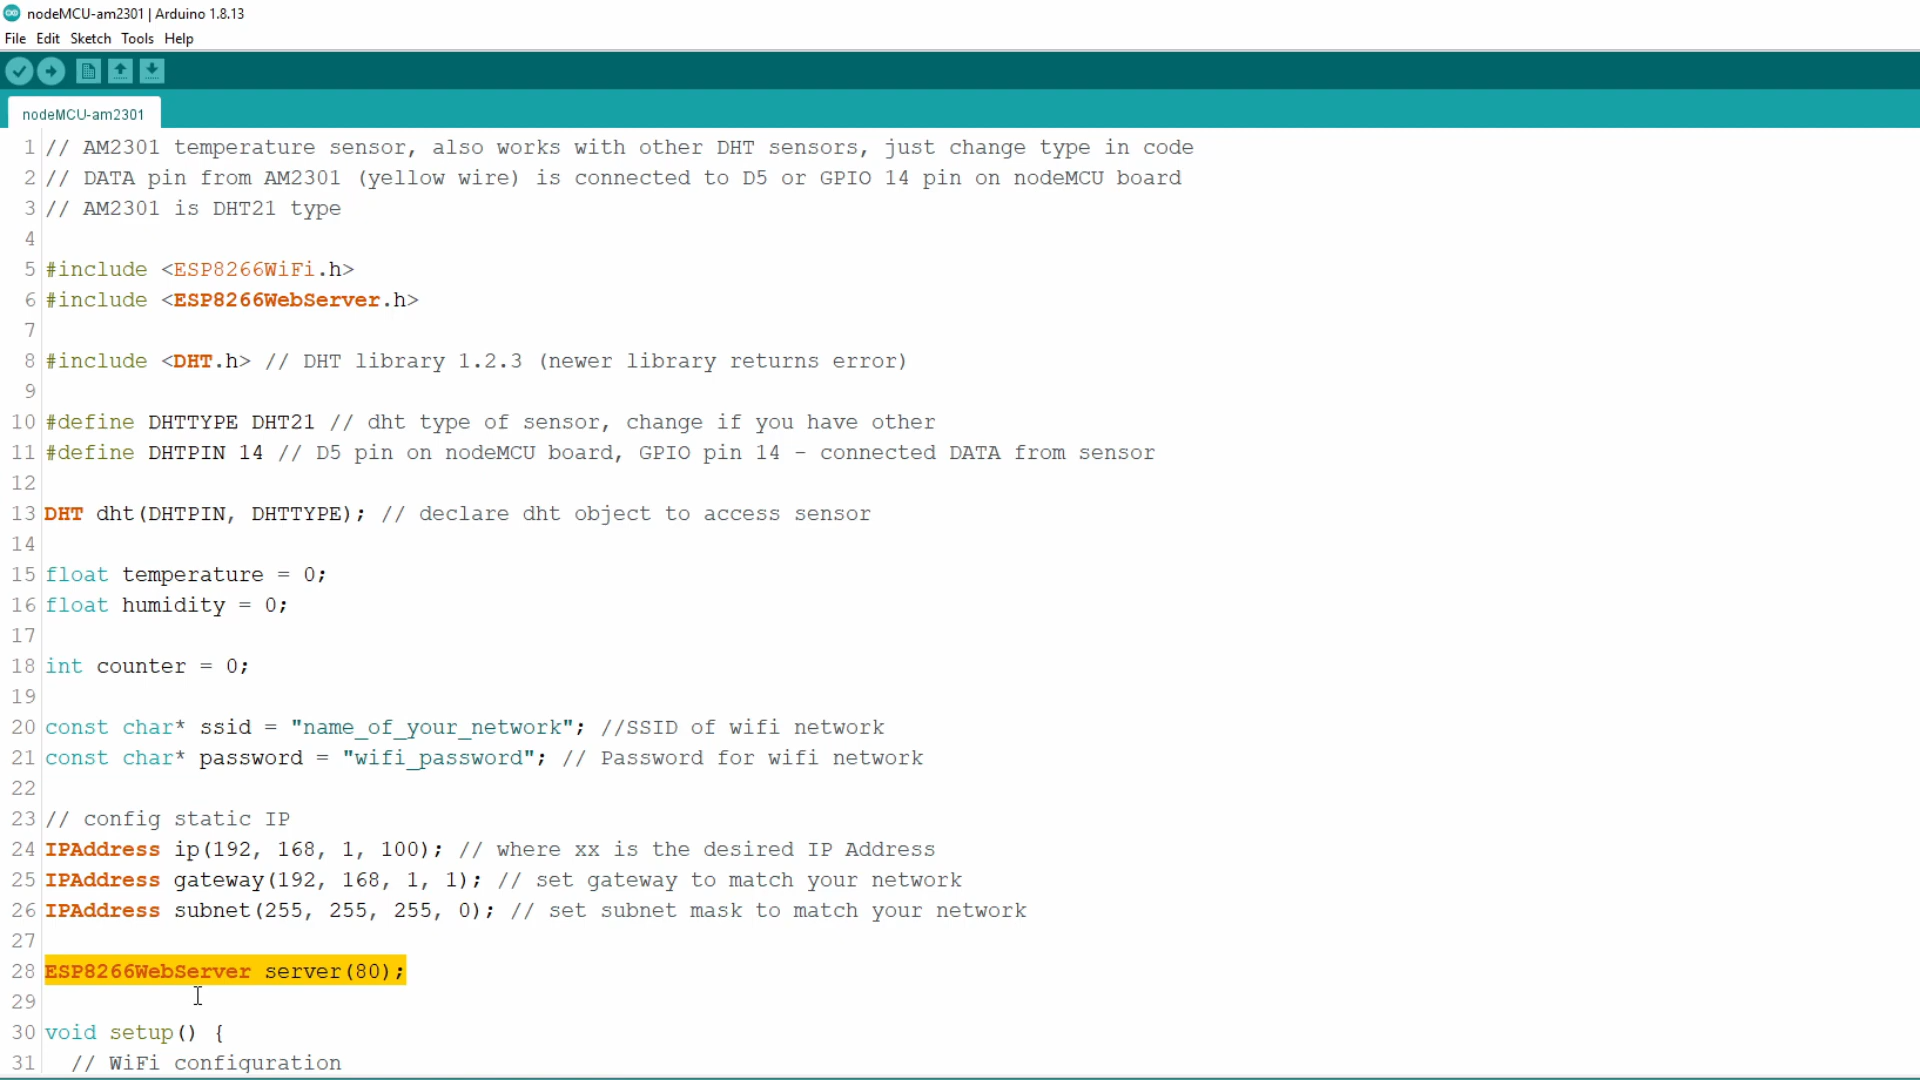 nodeMCU-am2301 | Arduino 1.8.13
File Edit Sketch Tools Help
nodeMCU-am2301
1 // AM2301 temperature sensor, also works with other DHT sensors, just change type in code
2 // DATA pin from AM2301 (yellow wire) is connected to D5 or GPIO 14 pin on nodeMCU board
3 // AM2301 is DHT21 type
4
5 #include <ESP8266WiFi.h>
6 #include <ESP8266WebServer.h>
7
8 #include <DHT.h> // DHT library 1.2.3 (newer library returns error)
9
10 #define DHTTYPE DHT21 // dht type of sensor, change if you have other
11 #define DHTPIN 14 // D5 pin on nodeMCU board, GPIO pin 14 - connected DATA from sensor
12
13 DHT dht(DHTPIN, DHTTYPE); // declare dht object to access sensor
14
15 float temperature = 0;
16 float humidity = 0;
17
18 int counter = 0;
19
20 const char* ssid = "name_of_your_network"; //SSID of wifi network
21 const char* password = "wifi_password"; // Password for wifi network
22
23 // config static IP
24 IPAddress ip(192, 168, 1, 100); // where xx is the desired IP Address
25 IPAddress gateway(192, 168, 1, 1); // set gateway to match your network
26 IPAddress subnet(255, 255, 255, 0); // set subnet mask to match your network
27
28 ESP8266WebServer server(80);
29
30 void setup() {
31 // WiFi configuration